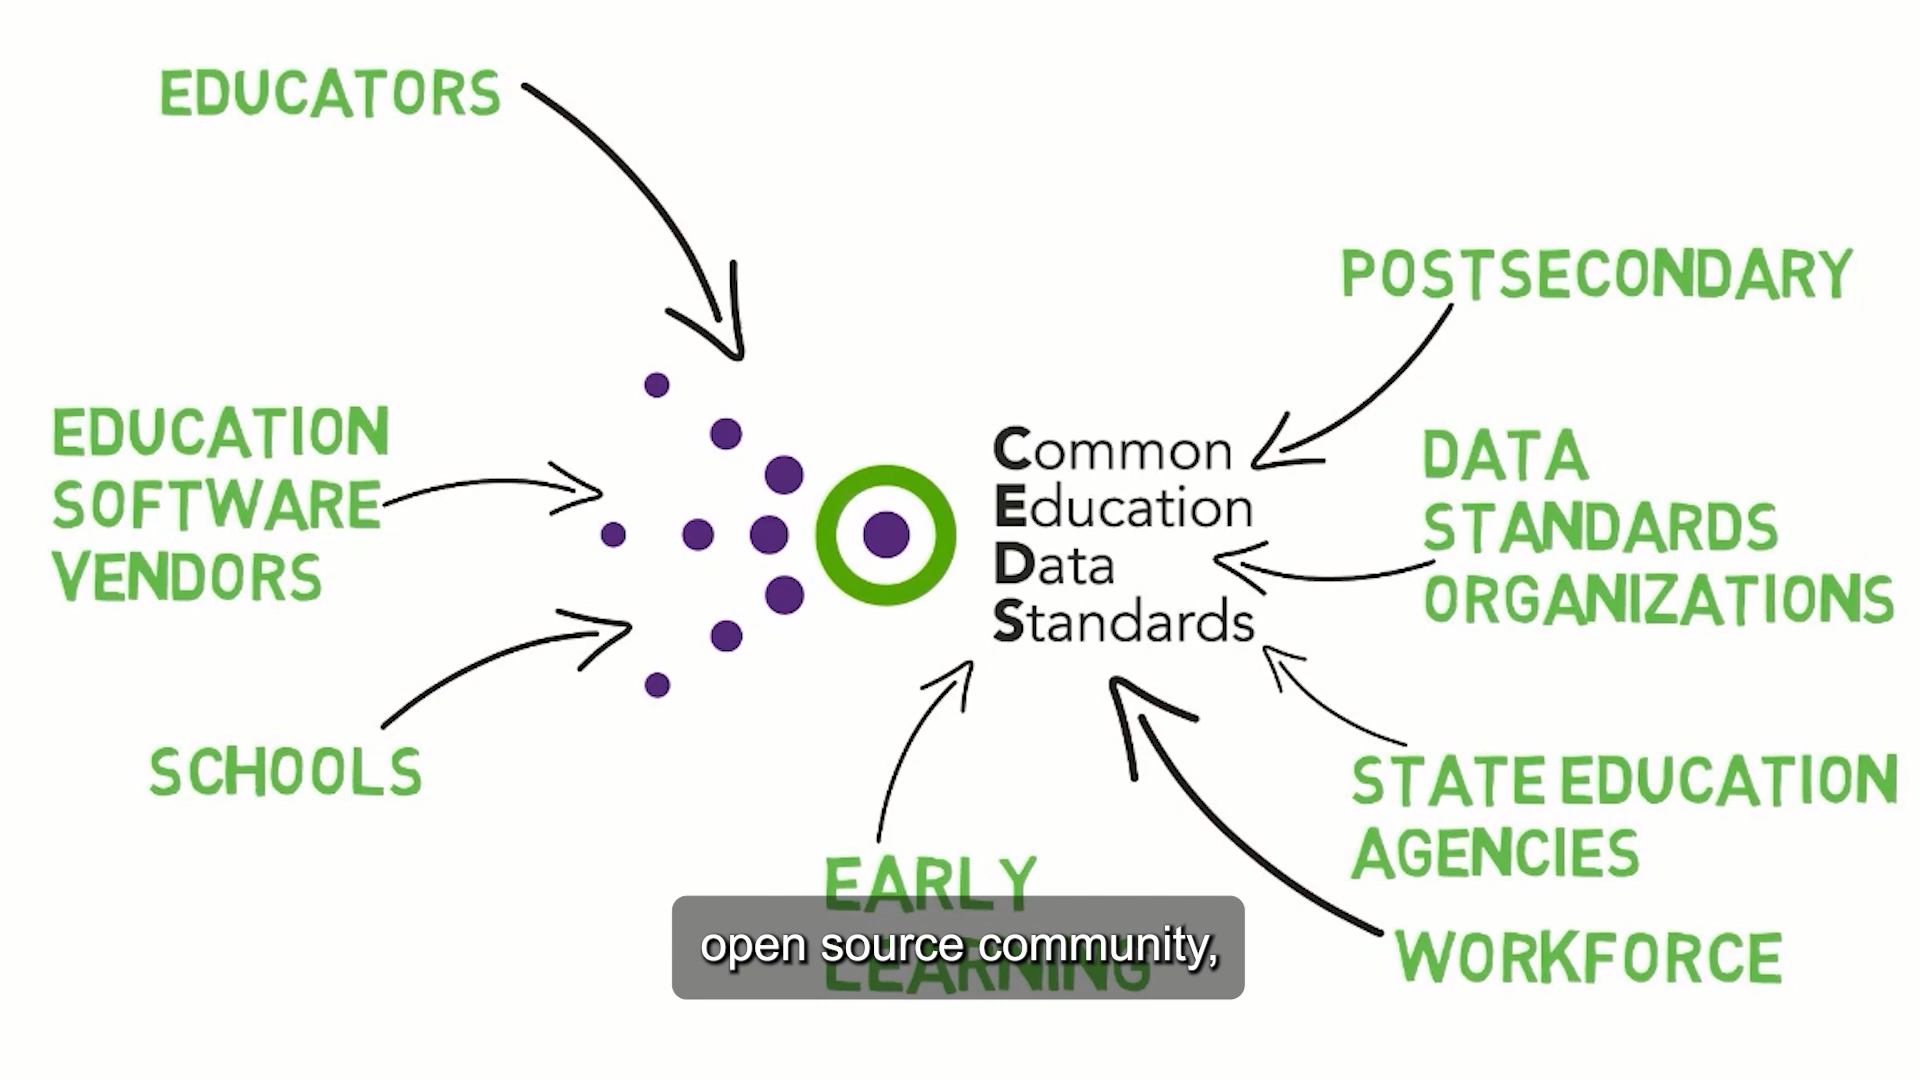 EDUCATORS
POSTSECONDARY
EDUCATION
SOFTWARE
VENDORS
Common
Education
Data
Standards
DATA
STANDARDS
ORGANIZATIONS
SCHOOLS
STATE EDUCATION
AGENCIES
EARLY
LEARNING
WORKFORCE
open source community,